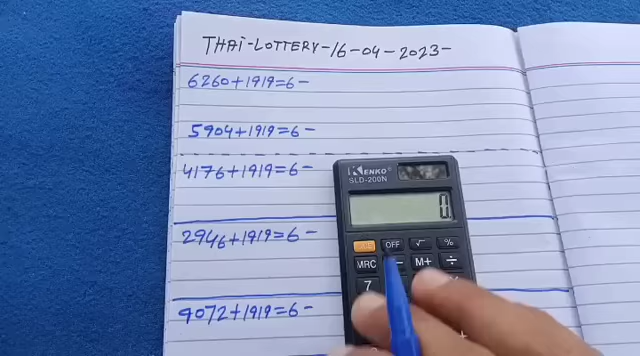 THAI-LOTTERY-16-04-2023-
6260+1919=6-
5904+1919=6-
4176+1919=6-
2946+1919=6-
9072+1919=6-
KENKO
SLD-200N
0.
OFF √ %
MRC M+ ÷
7